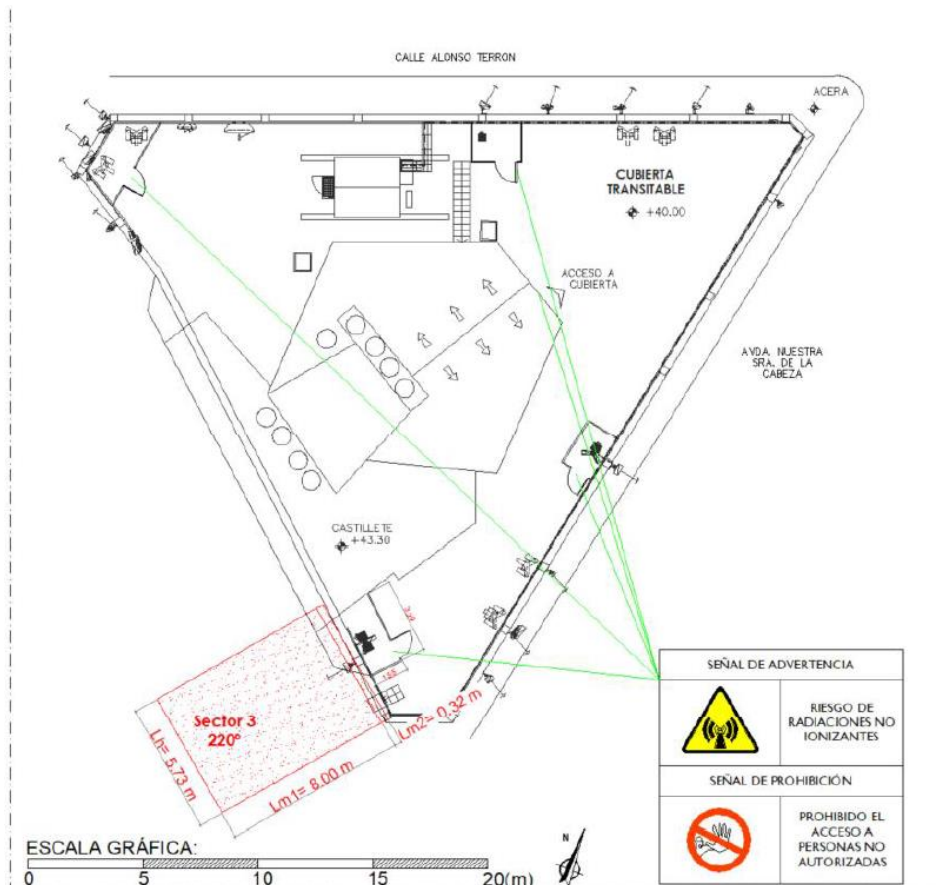 CALLE ALONSO TERRON
ACERA
CUBIERTA
TRANSITABLE
+40.00
ACCESO A
CUBIERTA
AVDA. NUESTRA
SRA. DE LA
CABEZA
CASTILLETE
+43.30
Sector 3
220º
Lh= 5.73 m
Lm1= 8.00 m
Lm2= 0.32 m
SEÑAL DE ADVERTENCIA
RIESGO DE
RADIACIONES NO
IONIZANTES
SEÑAL DE PROHIBICIÓN
PROHIBIDO EL
ACCESO A
PERSONAS NO
AUTORIZADAS
ESCALA GRÁFICA:
0 5 10 15 20(m)
N